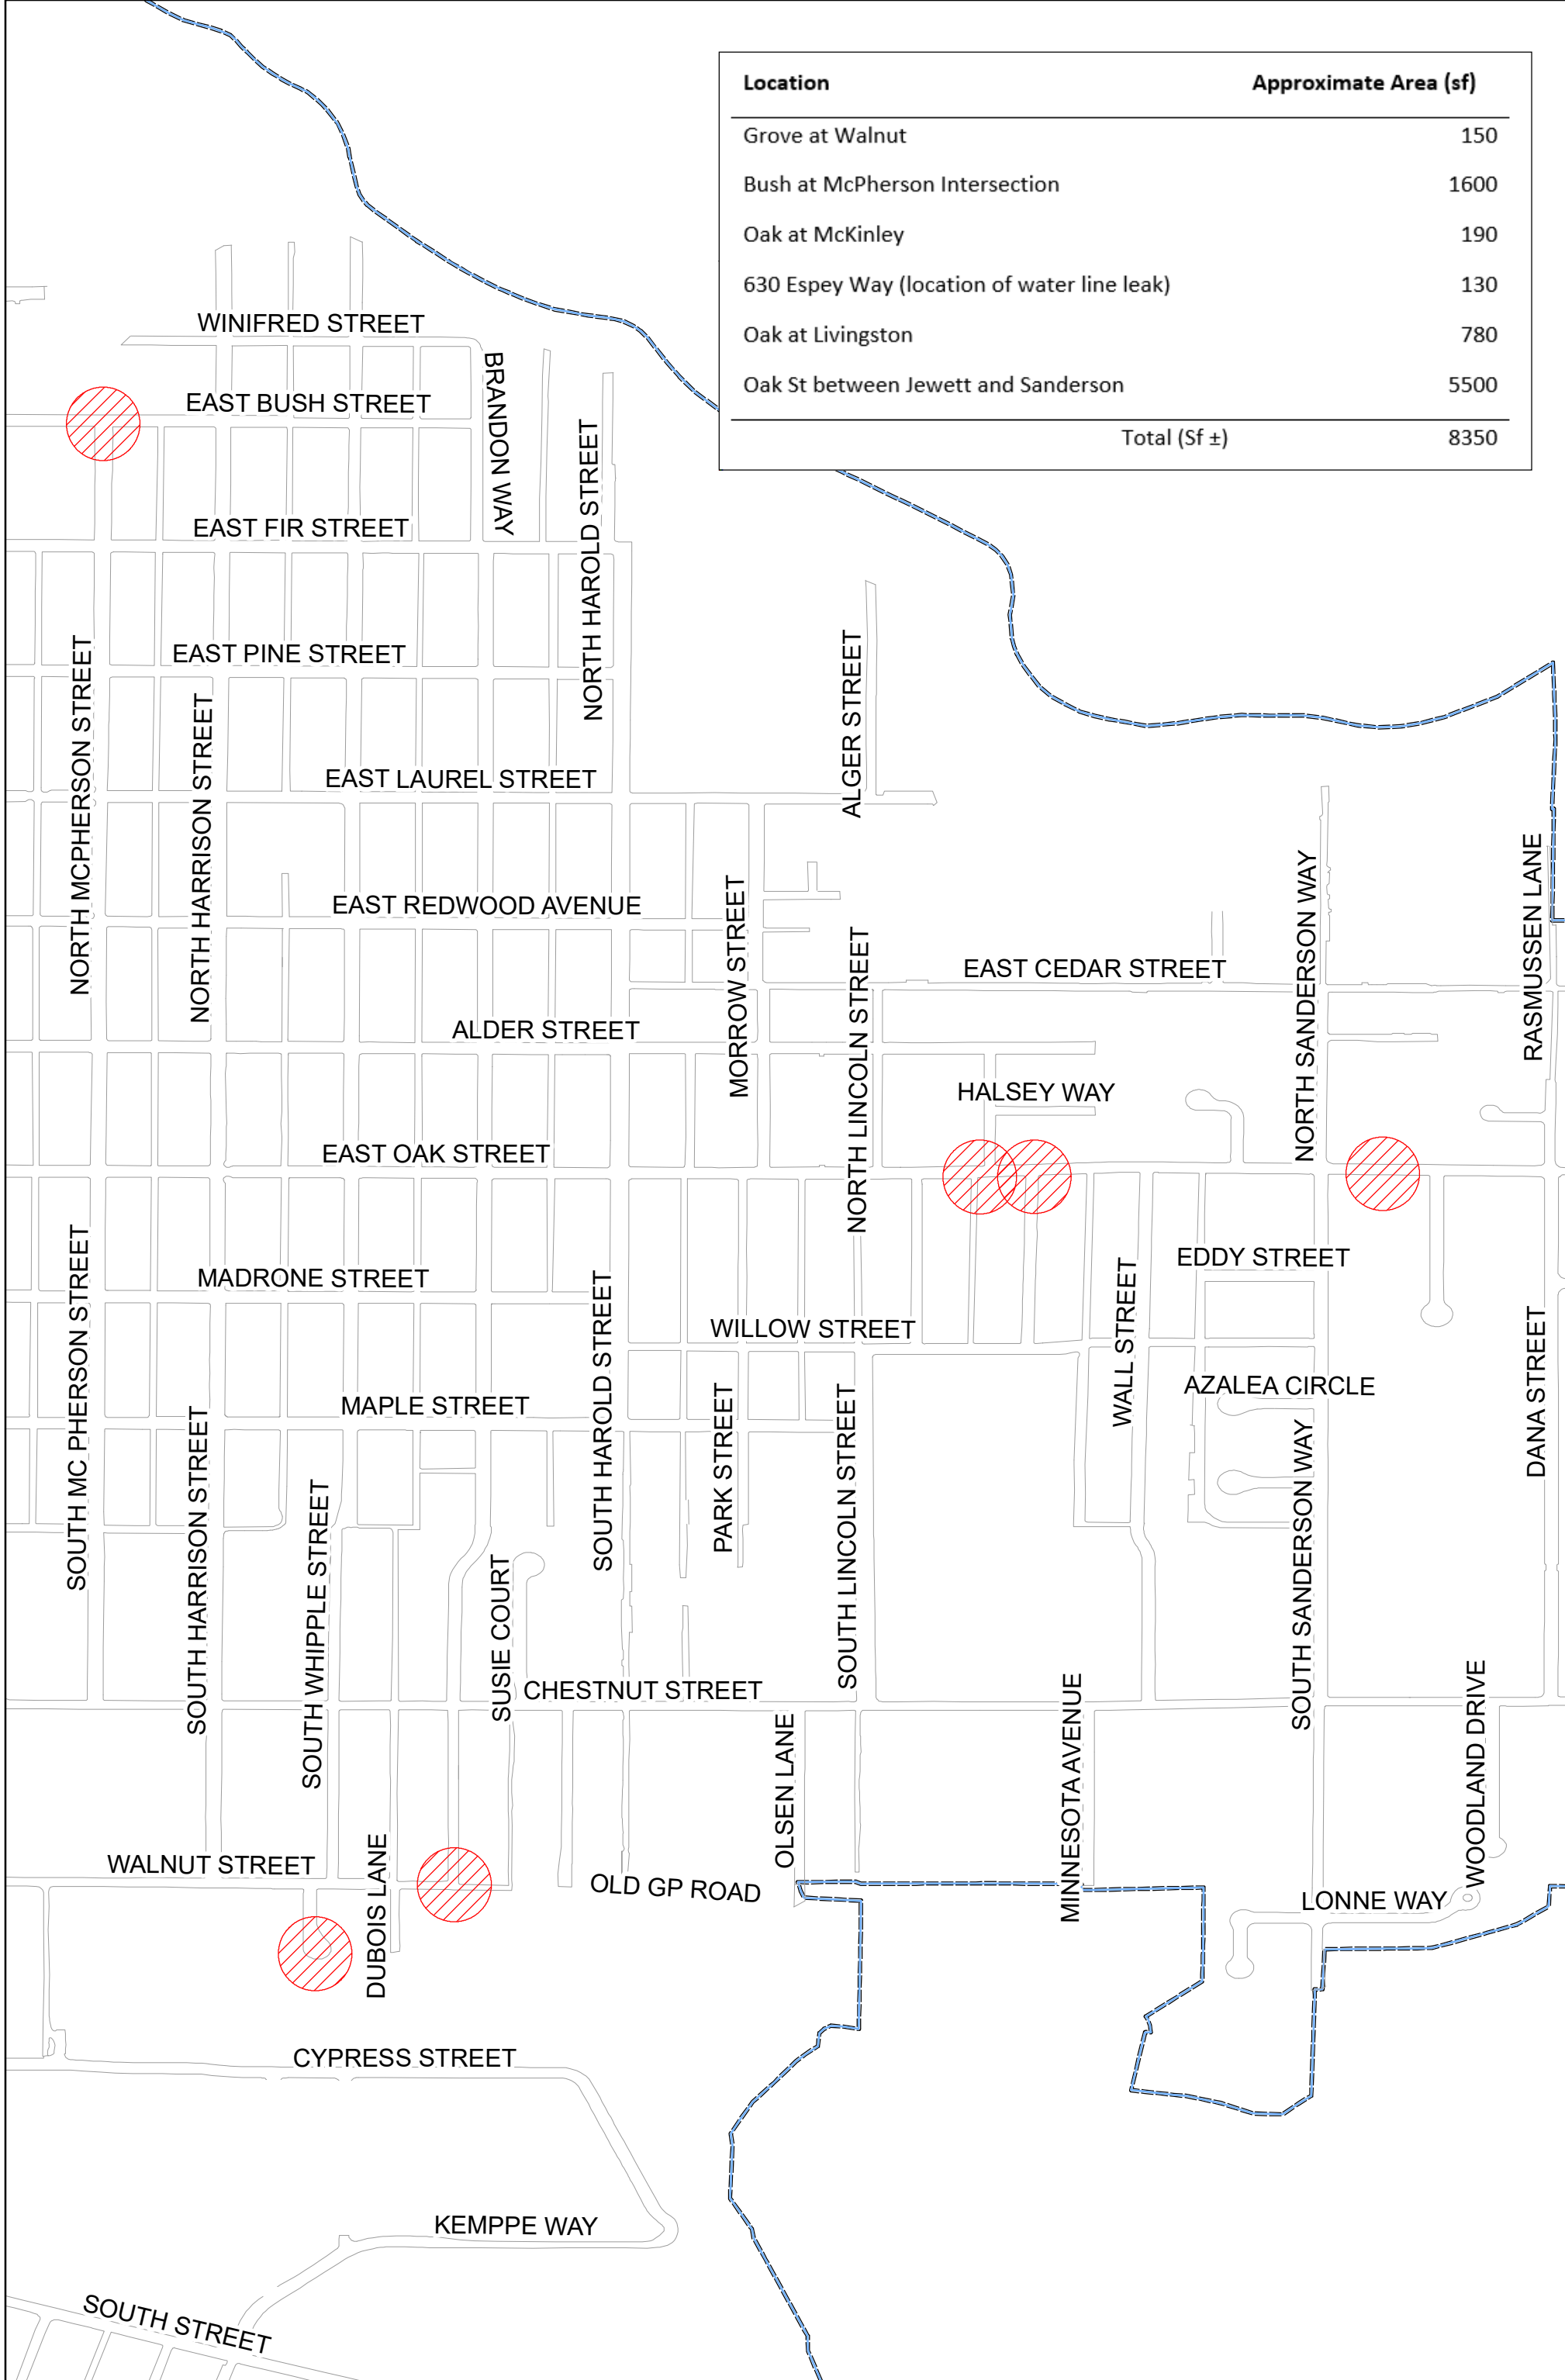 Location Approximate Area (sf)
Grove at Walnut 150
Bush at McPherson Intersection 1600
Oak at McKinley 190
630 Espey Way (location of water line leak) 130
Oak at Livingston 780
Oak St between Jewett and Sanderson 5500
Total (Sf ±) 8350
WINIFRED STREET
BRANDON WAY
EAST BUSH STREET
NORTH HAROLD STREET
EAST FIR STREET
EAST PINE STREET
NORTH MCPHERSON STREET
NORTH HARRISON STREET
ALGER STREET
EAST LAUREL STREET
EAST REDWOOD AVENUE
MORROW STREET
NORTH LINCOLN STREET
EAST CEDAR STREET
NORTH SANDERSON WAY
RASMUSSEN LANE
ALDER STREET
HALSEY WAY
EAST OAK STREET
SOUTH MC PHERSON STREET
MADRONE STREET
SOUTH HAROLD STREET
WILLOW STREET
WALL STREET
EDDY STREET
DANA STREET
AZALEA CIRCLE
MAPLE STREET
SOUTH HARRISON STREET
SOUTH WHIPPLE STREET
PARK STREET
SOUTH LINCOLN STREET
SOUTH SANDERSON WAY
SUSIE COURT
CHESTNUT STREET
OLSEN LANE
MINNESOTA AVENUE
WOODLAND DRIVE
WALNUT STREET
DUBOIS LANE
OLD GP ROAD
LONNE WAY
CYPRESS STREET
KEMPPE WAY
SOUTH STREET